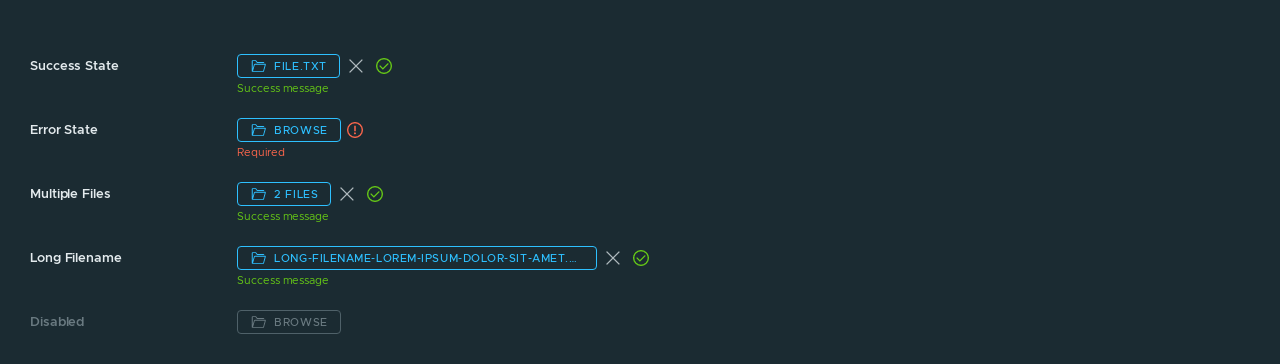 Success State
FILE.TXT
Success message
Error State
BROWSE
Required
Multiple Files
2 FILES
Success message
Long Filename
LONG-FILENAME-LOREM-IPSUM-DOLOR-SIT-AMET....
Success message
Disabled
BROWSE